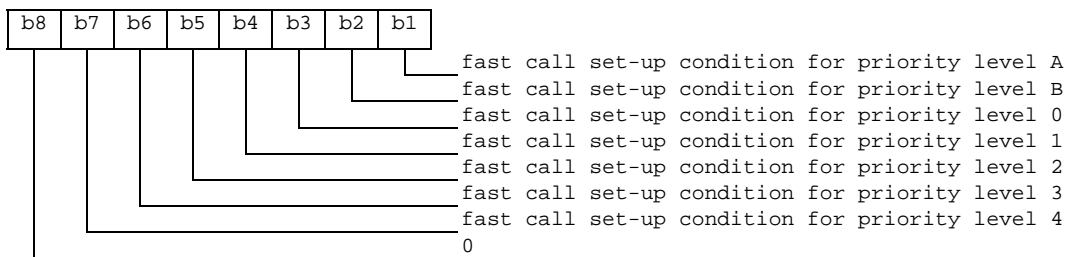 b8 b7 b6 b5 b4 b3 b2 b1
fast call set-up condition for priority level A
fast call set-up condition for priority level B
fast call set-up condition for priority level 0
fast call set-up condition for priority level 1
fast call set-up condition for priority level 2
fast call set-up condition for priority level 3
fast call set-up condition for priority level 4
0